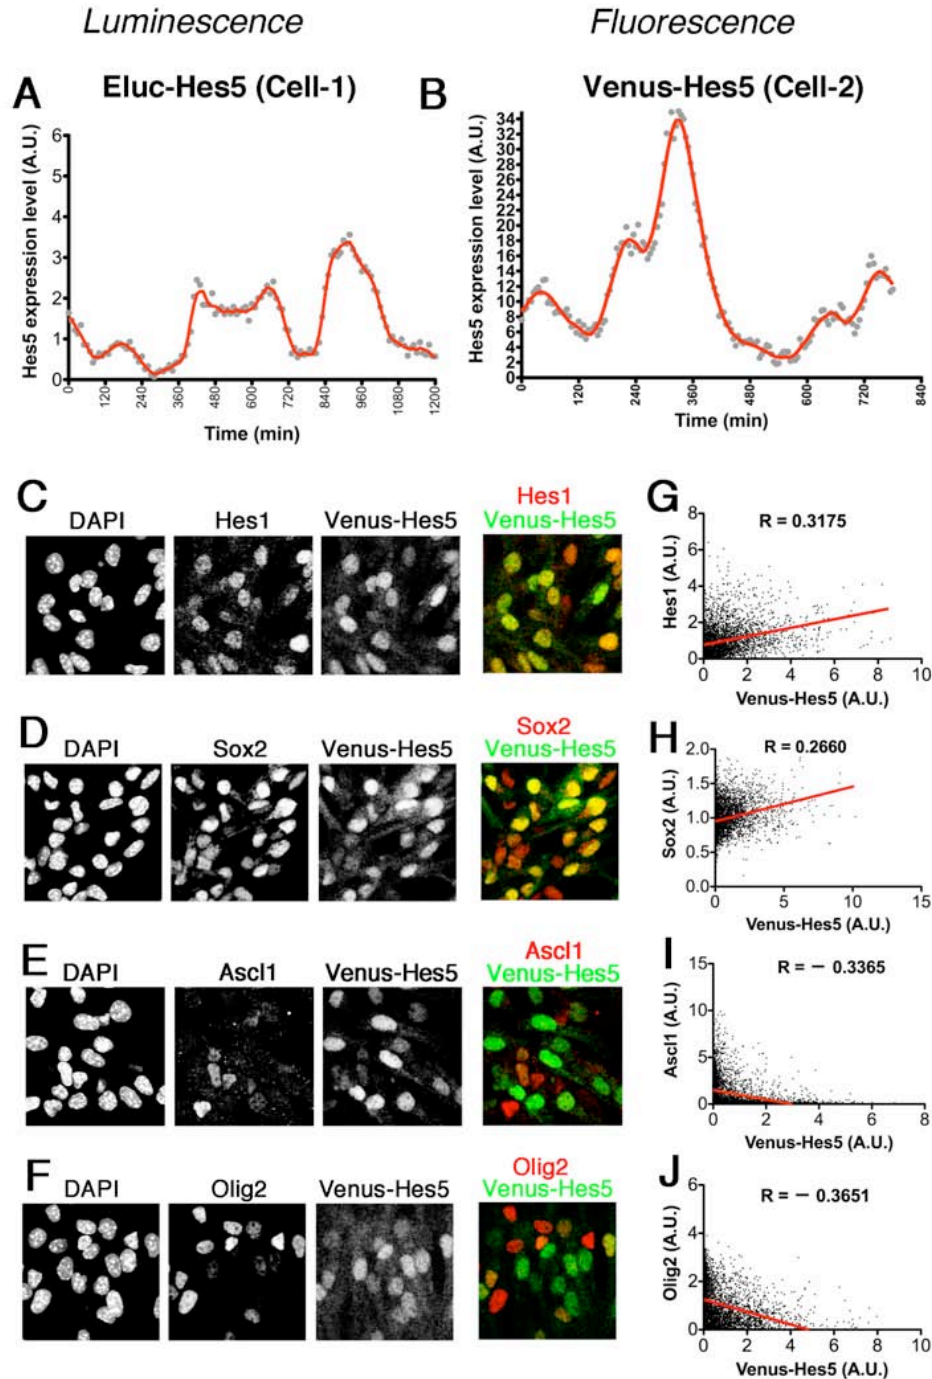 Luminescence
Fluorescence
A
Eluc-Hes5 (Cell-1)
Hes5 expression level (A.U.)
6
5
4
3
2
1
0
0
120
240
360
480
600
720
840
960
1080
1200
Time (min)
B
Venus-Hes5 (Cell-2)
Hes5 expression level (A.U.)
34
32
30
28
26
24
22
20
18
16
14
12
10
8
6
4
2
0
0
120
240
360
480
600
720
840
Time (min)
C
DAPI
Hes1
Venus-Hes5
Hes1
Venus-Hes5
G
R = 0.3175
Hes1 (A.U.)
8
6
4
2
0
0
2
4
6
8
10
Venus-Hes5 (A.U.)
D
DAPI
Sox2
Venus-Hes5
Sox2
Venus-Hes5
H
R = 0.2660
Sox2 (A.U.)
2.0
1.5
1.0
0.5
0.0
0
5
10
15
Venus-Hes5 (A.U.)
E
DAPI
Ascl1
Venus-Hes5
Ascl1
Venus-Hes5
I
R = − 0.3365
Ascl1 (A.U.)
15
10
5
0
0
2
4
6
8
Venus-Hes5 (A.U.)
F
DAPI
Olig2
Venus-Hes5
Olig2
Venus-Hes5
J
R = − 0.3651
Olig2 (A.U.)
6
4
2
0
0
2
4
6
8
10
Venus-Hes5 (A.U.)